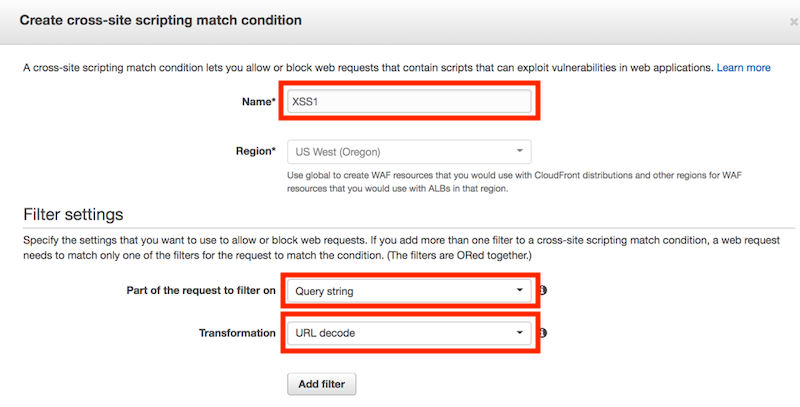 Create cross-site scripting match condition
A cross-site scripting match condition lets you allow or block web requests that contain scripts that can exploit vulnerabilities in web applications. Learn more
Name* XSS1
Region* US West (Oregon)
Use global to create WAF resources that you would use with CloudFront distributions and other regions for WAF
resources that you would use with ALBs in that region.
Filter settings
Specify the settings that you want to use to allow or block web requests. If you add more than one filter to a cross-site scripting match condition, a web request
needs to match only one of the filters for the request to match the condition. (The filters are ORed together.)
Part of the request to filter on Query string
Transformation URL decode
Add filter